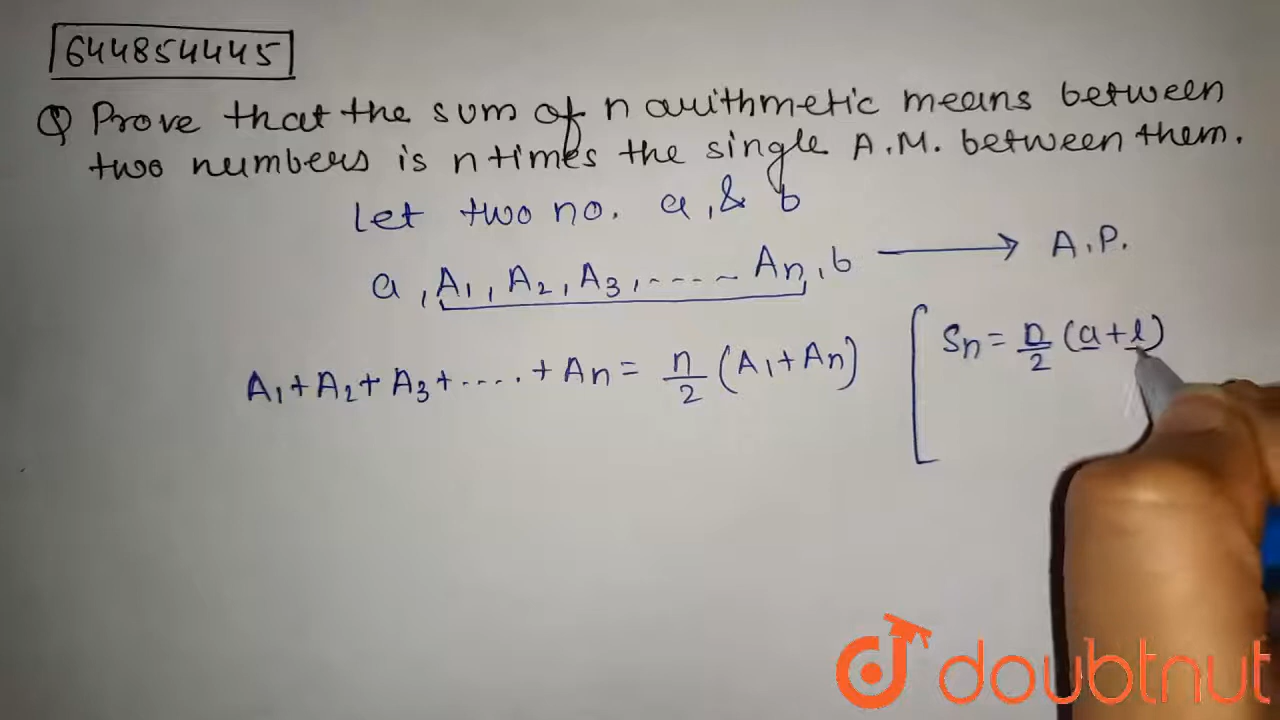 644854445
Q Prove that the sum of n arithmetic means between
two numbers is n times the single A.M. between them.
Let two no. a, & b
a, A1, A2, A3, ..... An, b ⟶ A.P.
A1+A2+A3+.....+An = n/2 (A1+An) [ Sn = n/2 (a+l)
doubtnut